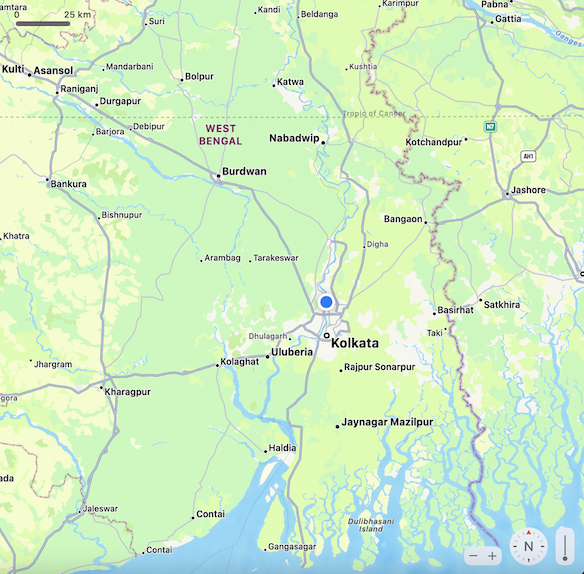 Karimpur
amtara
Kandi
Pabna
0
25 km
Beldanga
Suri
Gattia
Ganges
Kulti
Asansol
Mandarbani
Kushtia
Bolpur
Katwa
Raniganj
Durgapur
Tropic of Cancer
N7
Debipur
WEST
BENGAL
Barjora
Nabadwip
Kotchandpur
AH1
Burdwan
Bankura
Jashore
Bishnupur
Bangaon
Khatra
Digha
Arambag
Tarakeswar
Satkhira
Basirhat
Taki
Dhulagarh
Kolkata
Uluberia
Kolaghat
Jhargram
Rajpur Sonarpur
Kharagpur
gora
Jaynagar Mazilpur
Haldia
ada
Jaleswar
Contai
Dulibhasani
Island
Contai
Gangasagar
N
− +